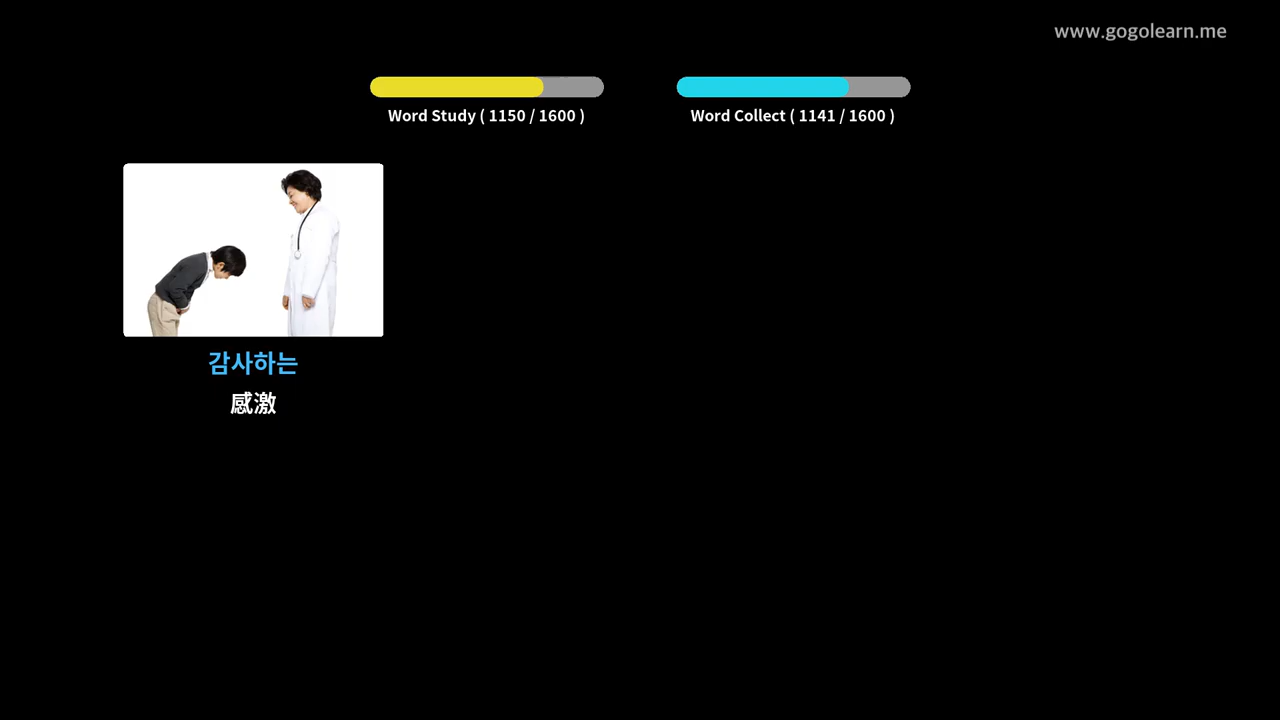 www.gogolearn.me
Word Study ( 1150 / 1600 )
Word Collect ( 1141 / 1600 )
감사하는
感激